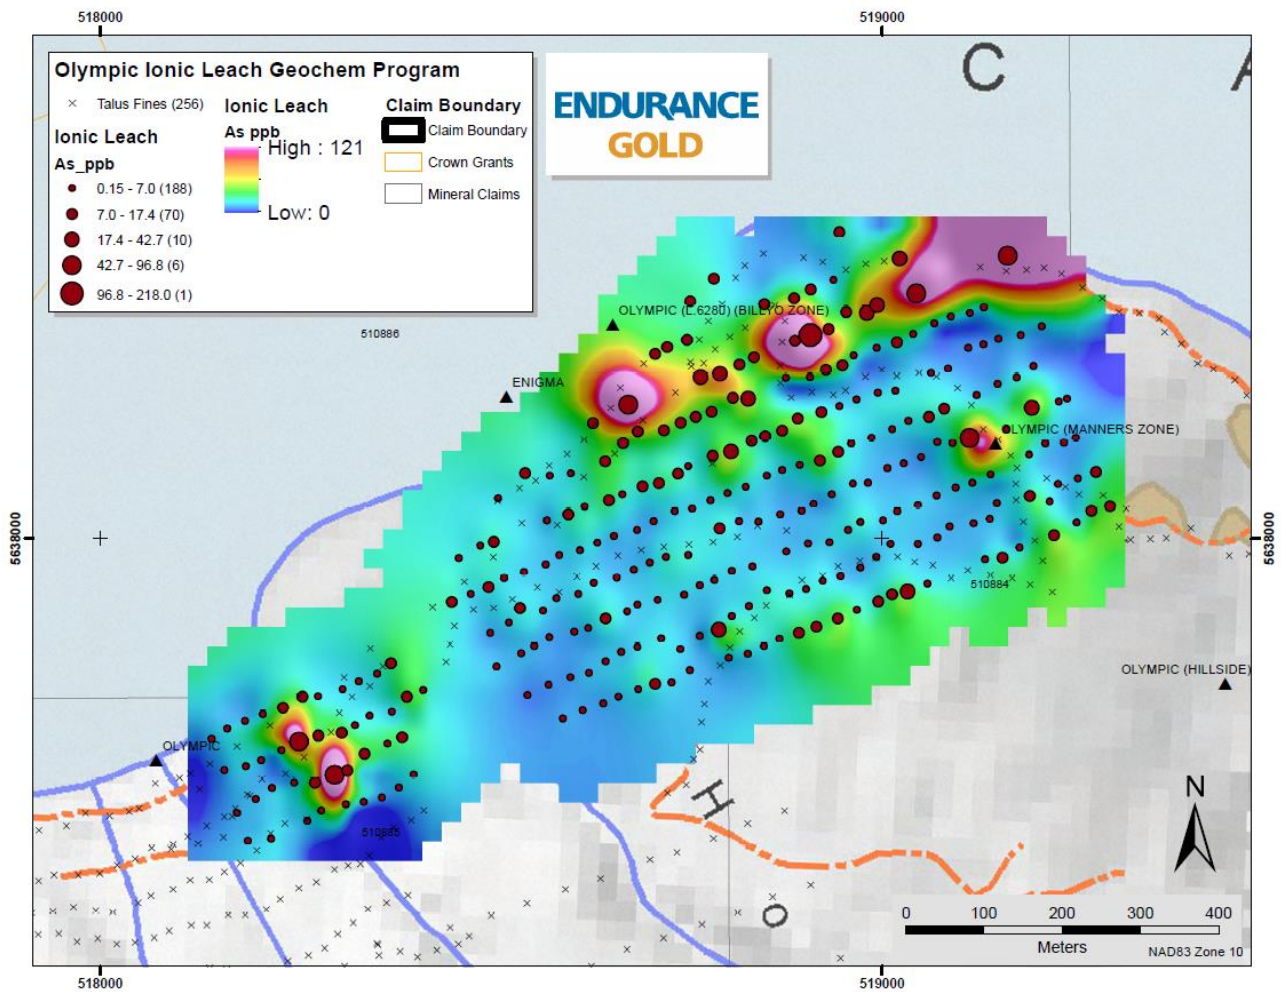 518000
519000
Olympic Ionic Leach Geochem Program
Talus Fines (256)
Ionic Leach
As_ppb
0.15 - 7.0 (188)
7.0 - 17.4 (70)
17.4 - 42.7 (10)
42.7 - 96.8 (6)
96.8 - 218.0 (1)
Ionic Leach
As ppb
High : 121
Low: 0
Claim Boundary
Claim Boundary
Crown Grants
Mineral Claims
ENDURANCE
GOLD
C
A
OLYMPIC (L.6280) (BILLYO ZONE)
510886
ENIGMA
OLYMPIC (MANNERS ZONE)
5638000
5638000
510884
OLYMPIC (HILLSIDE)
OLYMPIC
510885
H
O
N
0 100 200 300 400
Meters
NAD83 Zone 10
518000
519000